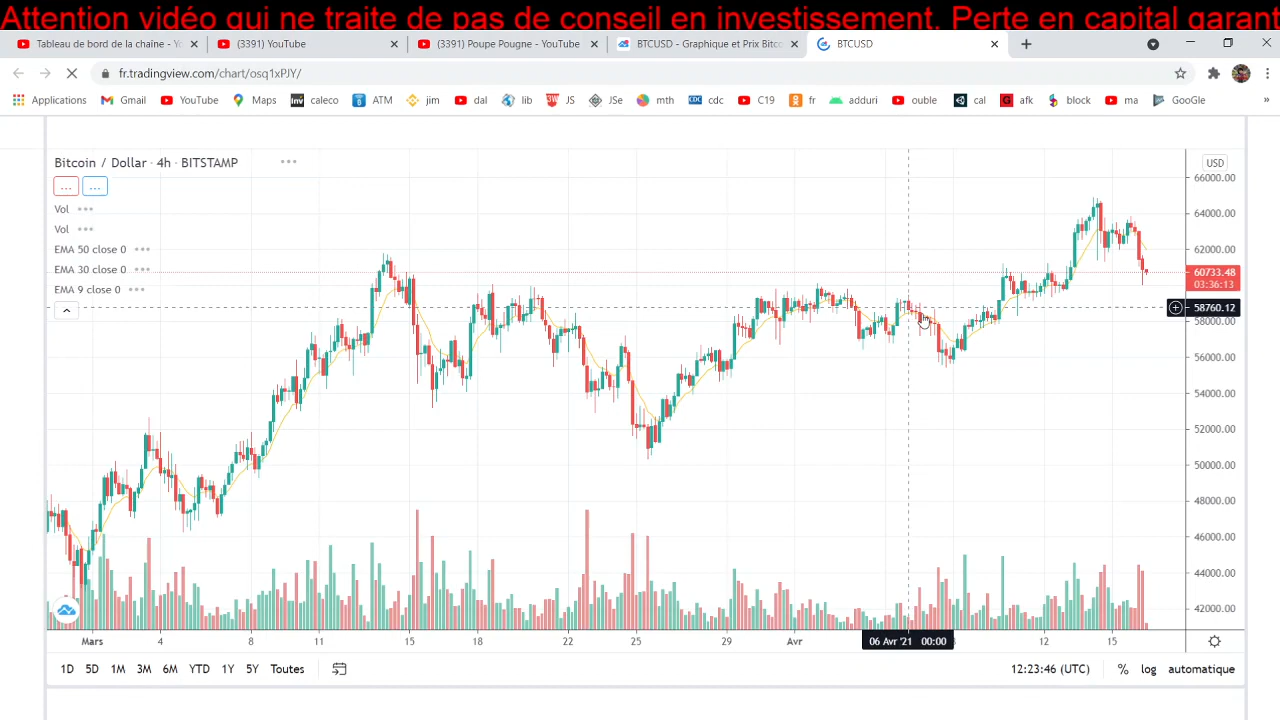 Attention vidéo qui ne traite de pas de conseil en investissement. Perte en capital garant
Tableau de bord de la chaîne - Yo
(3391) YouTube
(3391) Poupe Pougne - YouTube
BTCUSD - Graphique et Prix Bitco
BTCUSD
fr.tradingview.com/chart/osq1xPJY/
Applications
Gmail
YouTube
Maps
caleco
ATM
jim
dal
lib
JS
JSe
mth
cdc
C19
fr
adduri
ouble
cal
afk
block
ma
GooGle
»
Bitcoin / Dollar · 4h · BITSTAMP
USD
Vol
Vol
EMA 50 close 0
EMA 30 close 0
EMA 9 close 0
66000.00
64000.00
62000.00
60733.48
03:36:13
58760.12
58000.00
56000.00
54000.00
52000.00
50000.00
48000.00
46000.00
44000.00
42000.00
Mars
4
8
11
15
18
22
25
29
Avr
06 Avr '21 00:00
12
15
1D
5D
1M
3M
6M
YTD
1Y
5Y
Toutes
12:23:46 (UTC)
%
log
automatique